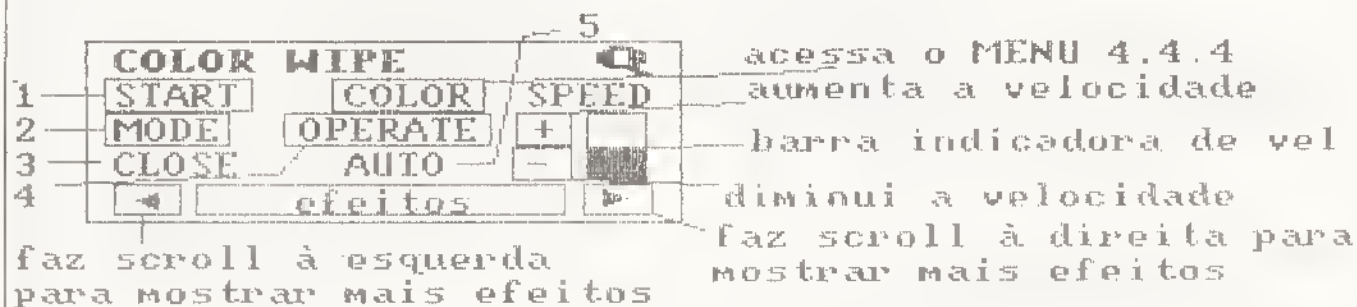 5
COLOR WIPE
acessa o MENU 4.4.4
1 START COLOR SPEED
aumenta a velocidade
2 MODE OPERATE +
barra indicadora de vel
3 CLOSE AUTO -
diminui a velocidade
4 efeitos
faz scroll à direita para
mostrar mais efeitos
faz scroll à esquerda
para mostrar mais efeitos